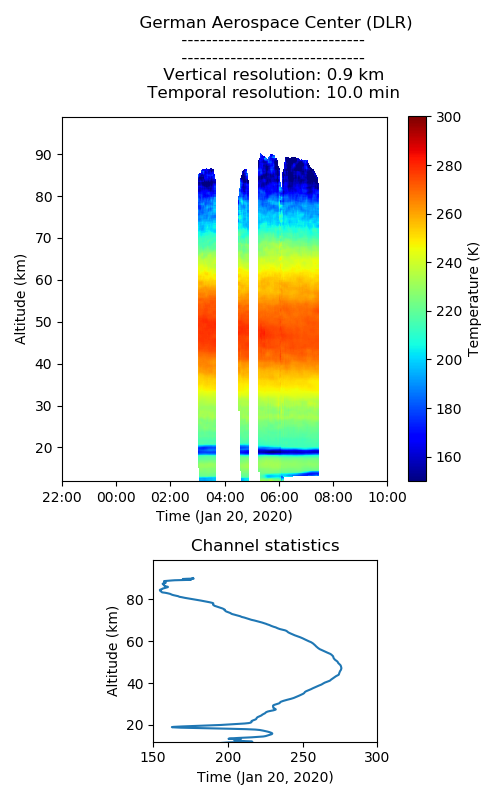 German Aerospace Center (DLR)
----------------------------
----------------------------
Vertical resolution: 0.9 km
Temporal resolution: 10.0 min
90
80
70
60
50
40
30
20
Altitude (km)
22:00 00:00 02:00 04:00 06:00 08:00 10:00
Time (Jan 20, 2020)
300
280
260
240
220
200
180
160
Temperature (K)
Channel statistics
80
60
40
20
Altitude (km)
150 200 250 300
Time (Jan 20, 2020)